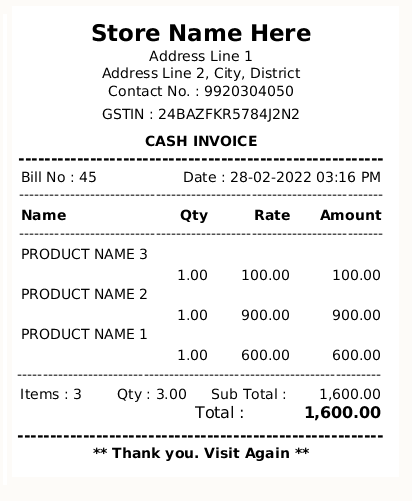 Store Name Here
Address Line 1
Address Line 2, City, District
Contact No. : 9920304050
GSTIN : 24BAZFKR5784J2N2
CASH INVOICE
Bill No : 45 Date : 28-02-2022 03:16 PM
Name Qty Rate Amount
PRODUCT NAME 3
1.00 100.00 100.00
PRODUCT NAME 2
1.00 900.00 900.00
PRODUCT NAME 1
1.00 600.00 600.00
Items : 3 Qty : 3.00 Sub Total : 1,600.00
Total : 1,600.00
** Thank you. Visit Again **